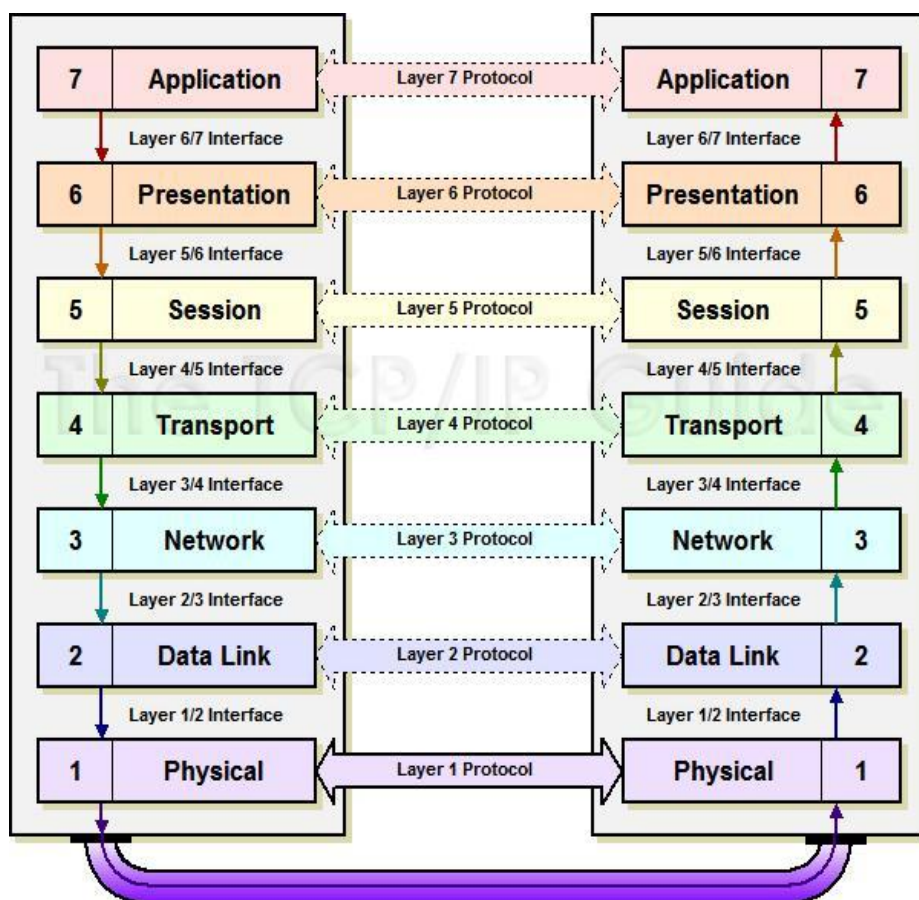 7 Application Layer 7 Protocol Application 7
Layer 6/7 Interface Layer 6/7 Interface
6 Presentation Layer 6 Protocol Presentation 6
Layer 5/6 Interface Layer 5/6 Interface
5 Session Layer 5 Protocol Session 5
Layer 4/5 Interface Layer 4/5 Interface
The TCP/IP Guide
4 Transport Layer 4 Protocol Transport 4
Layer 3/4 Interface Layer 3/4 Interface
3 Network Layer 3 Protocol Network 3
Layer 2/3 Interface Layer 2/3 Interface
2 Data Link Layer 2 Protocol Data Link 2
Layer 1/2 Interface Layer 1/2 Interface
1 Physical Layer 1 Protocol Physical 1